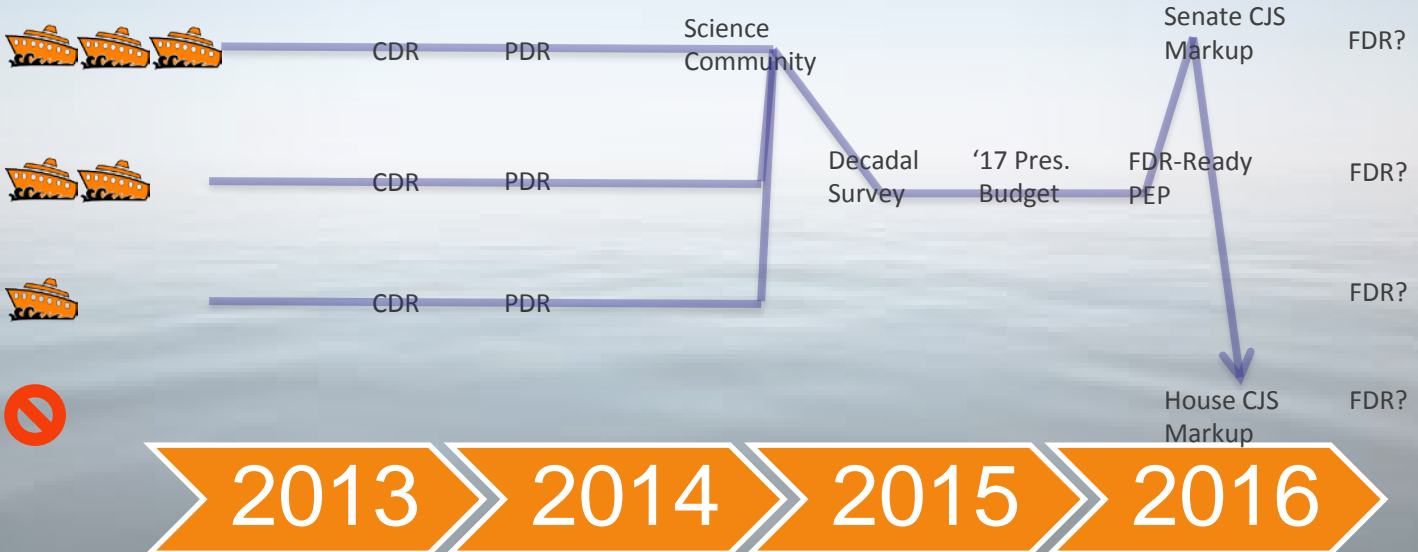 Science
Community
Senate CJS
Markup
CDR PDR
FDR?
Decadal
Survey
‘17 Pres.
Budget
FDR-Ready
PEP
CDR PDR
FDR?
CDR PDR
FDR?
House CJS
Markup
FDR?
2013 2014 2015 2016